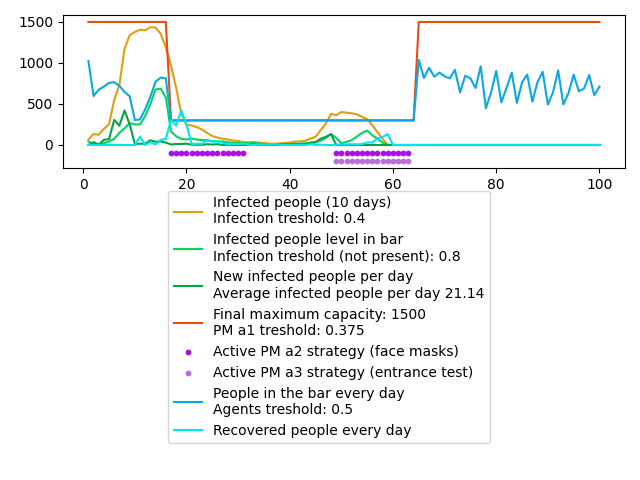 1500
1000
500
0
0 20 40 60 80 100
Infected people (10 days)
Infection treshold: 0.4
Infected people level in bar
Infection treshold (not present): 0.8
New infected people per day
Average infected people per day 21.14
Final maximum capacity: 1500
PM a1 treshold: 0.375
Active PM a2 strategy (face masks)
Active PM a3 strategy (entrance test)
People in the bar every day
Agents treshold: 0.5
Recovered people every day